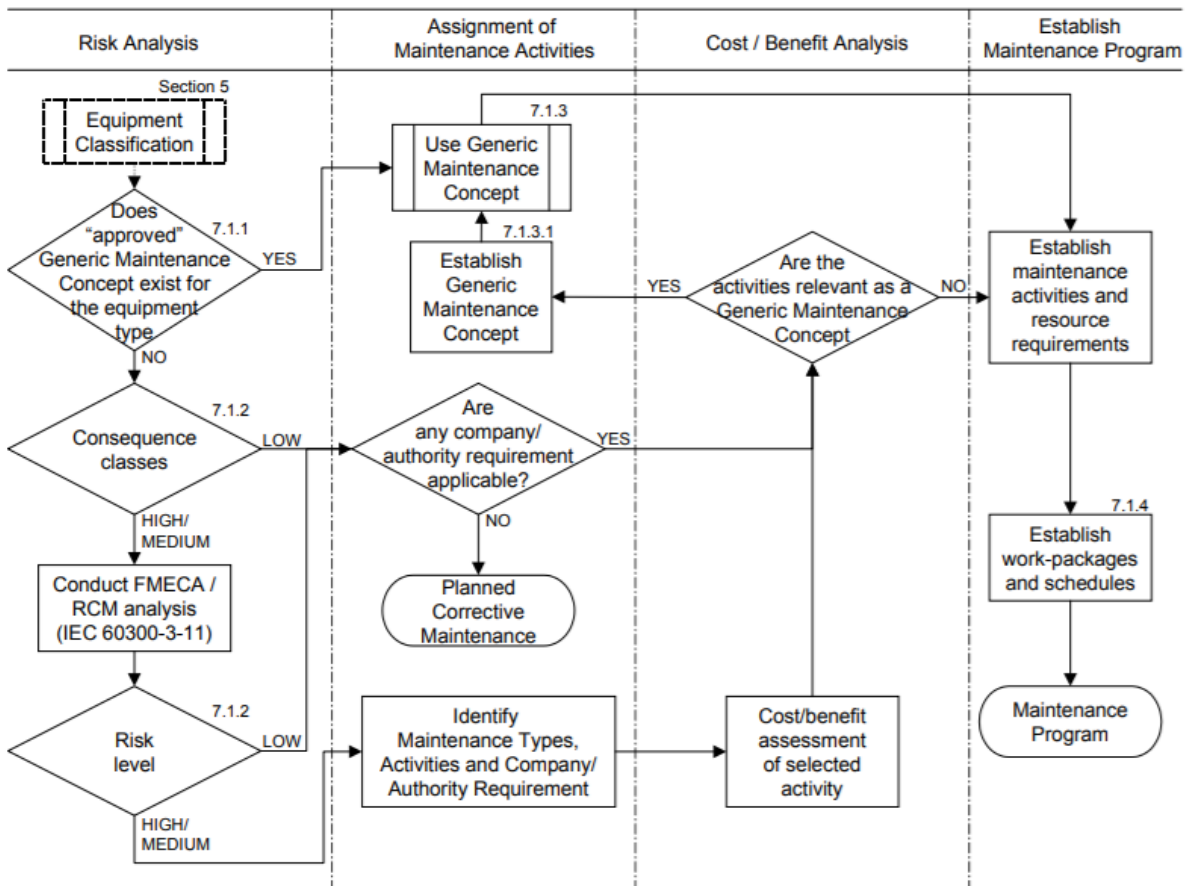 Risk Analysis
Assignment of
Maintenance Activities
Cost / Benefit Analysis
Establish
Maintenance Program
Section 5
Equipment
Classification
Does
“approved”
Generic Maintenance
Concept exist for
the equipment
type
7.1.1
YES
NO
7.1.3
Use Generic
Maintenance
Concept
7.1.3.1
Establish
Generic
Maintenance
Concept
YES
Are the
activities relevant as a
Generic Maintenance
Concept
NO
Establish
maintenance
activities and
resource
requirements
7.1.2
Consequence
classes
LOW
HIGH/
MEDIUM
Are
any company/
authority requirement
applicable?
YES
NO
Planned
Corrective
Maintenance
7.1.4
Establish
work-packages
and schedules
Conduct FMECA /
RCM analysis
(IEC 60300-3-11)
7.1.2
Risk
level
LOW
HIGH/
MEDIUM
Identify
Maintenance Types,
Activities and Company/
Authority Requirement
Cost/benefit
assessment
of selected
activity
Maintenance
Program